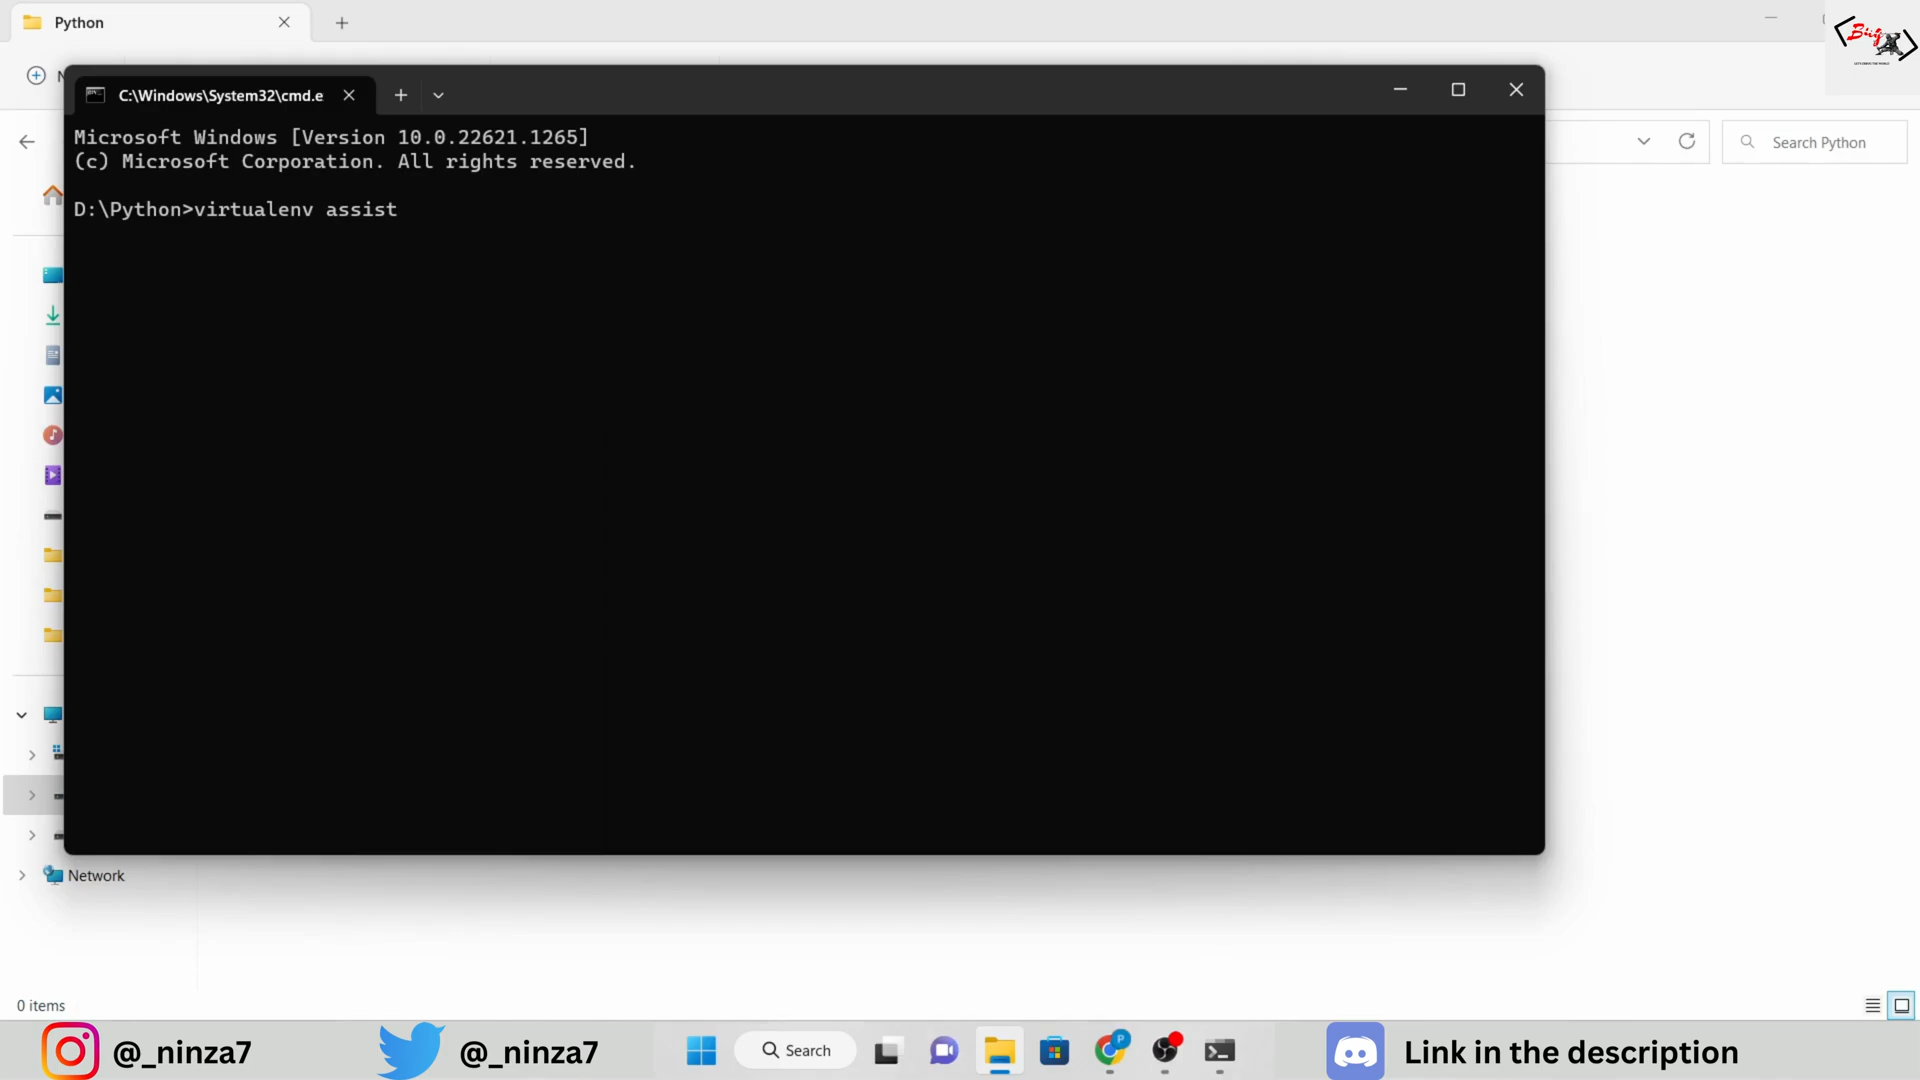 Python
C:\Windows\System32\cmd.e
Microsoft Windows [Version 10.0.22621.1265]
(c) Microsoft Corporation. All rights reserved.
D:\Python>virtualenv assist
Search Python
Network
0 items
@_ninza7
@_ninza7
Search
Link in the description